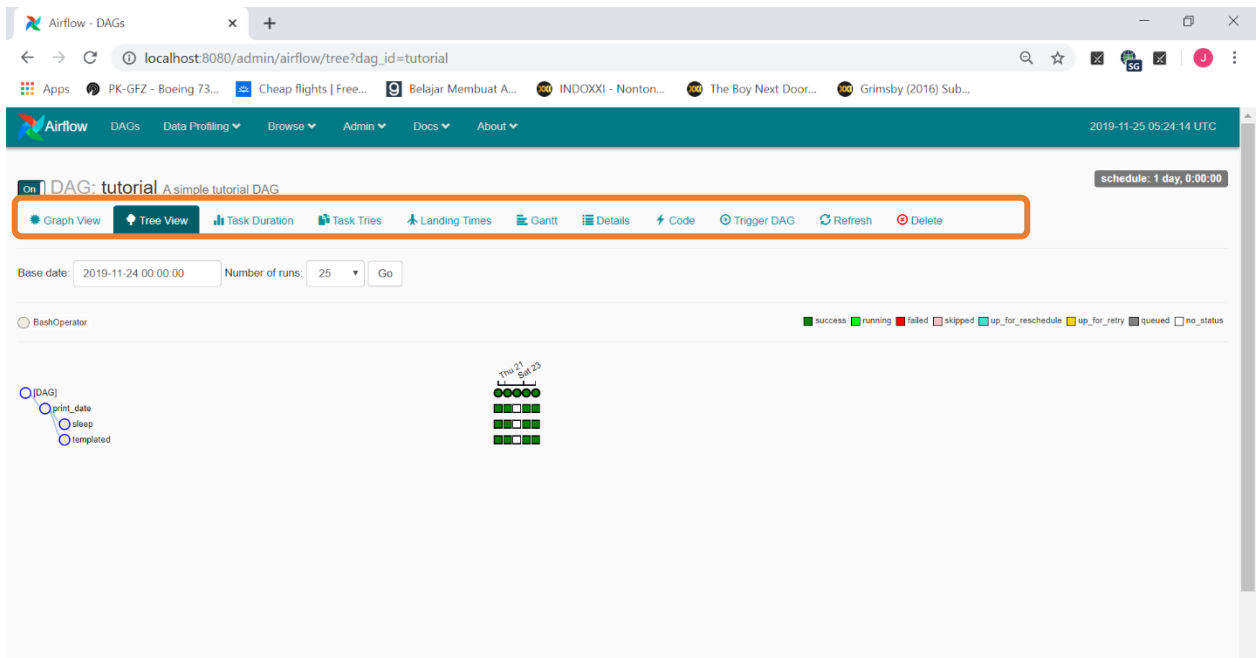 Airflow - DAGs
localhost:8080/admin/airflow/tree?dag_id=tutorial
SG
J
Apps PK-GFZ - Boeing 73... Cheap flights | Free... Belajar Membuat A... INDOXXI - Nonton... The Boy Next Door... Grimsby (2016) Sub...
Airflow DAGs Data Profiling Browse Admin Docs About 2019-11-25 05:24:14 UTC
On DAG: tutorial A simple tutorial DAG schedule: 1 day, 0:00:00
Graph View Tree View Task Duration Task Tries Landing Times Gantt Details Code Trigger DAG Refresh Delete
Base date: 2019-11-24 00:00:00 Number of runs: 25 Go
BashOperator success running failed skipped up_for_reschedule up_for_retry queued no_status
Thu 21 Sat 23
[DAG]
print_date
sleep
templated